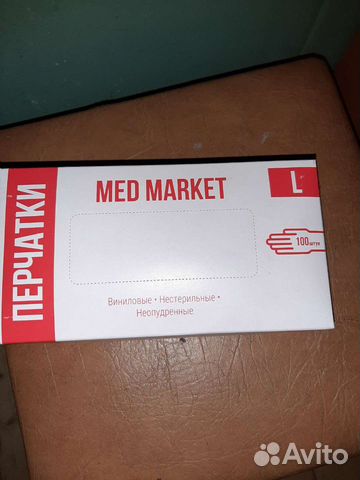 ПЕРЧАТКИ
MED MARKET
L
100 штук
Виниловые • Нестерильные •
Неопудренные
Avito